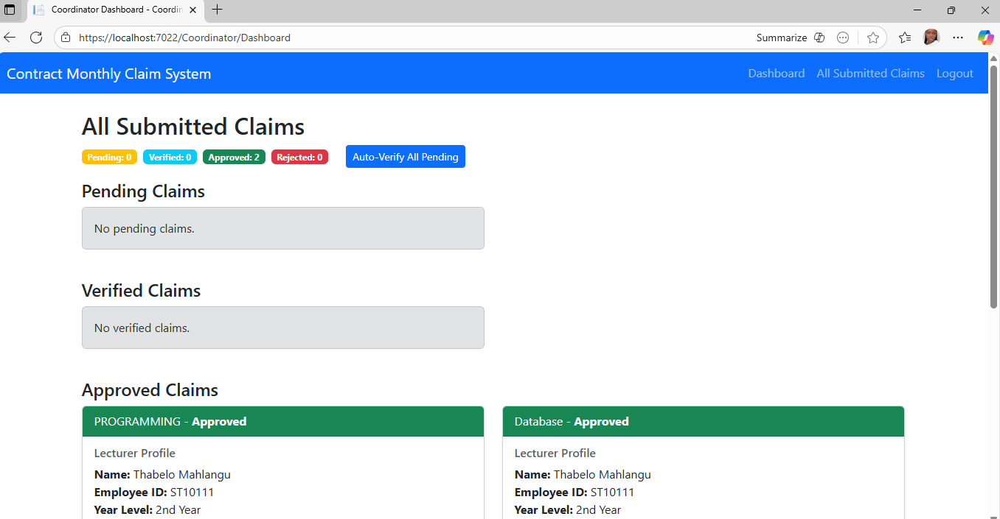 Coordinator Dashboard - Coordin
https://localhost:7022/Coordinator/Dashboard
Summarize
Contract Monthly Claim System
Dashboard All Submitted Claims Logout
All Submitted Claims
Pending: 0 Verified: 0 Approved: 2 Rejected: 0 Auto-Verify All Pending
Pending Claims
No pending claims.
Verified Claims
No verified claims.
Approved Claims
PROGRAMMING - Approved
Lecturer Profile
Name: Thabelo Mahlangu
Employee ID: ST10111
Year Level: 2nd Year
Database - Approved
Lecturer Profile
Name: Thabelo Mahlangu
Employee ID: ST10111
Year Level: 2nd Year